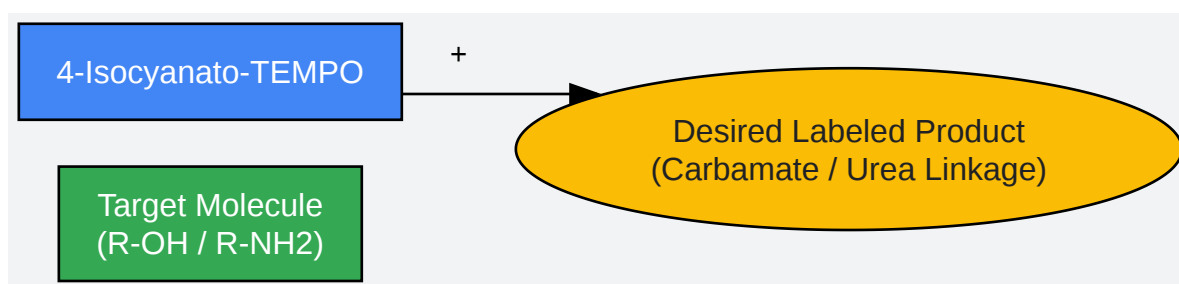 4-Isocyanato-TEMPO
+
Target Molecule
(R-OH / R-NH2)
Desired Labeled Product
(Carbamate / Urea Linkage)